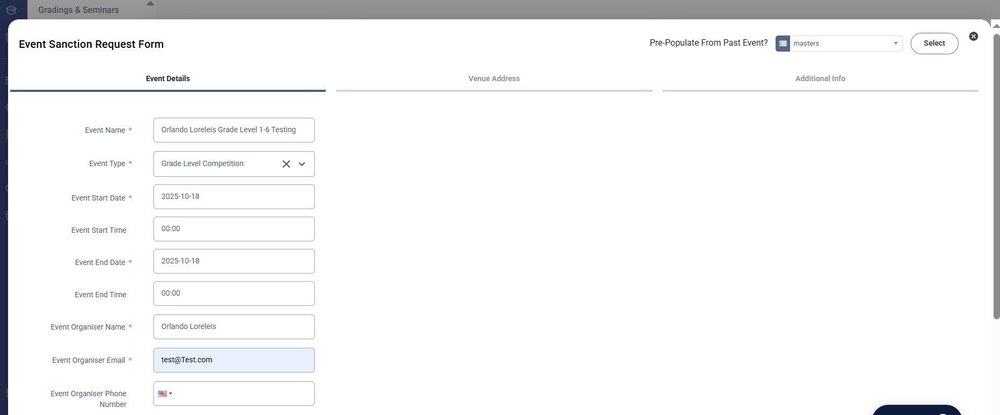 Gradings & Seminars
Event Sanction Request Form
Pre-Populate From Past Event?
masters
Select
Event Details
Venue Address
Additional Info
Event Name *
Orlando Loreleis Grade Level 1-6 Testing
Event Type *
Grade Level Competition
Event Start Date *
2025-10-18
Event Start Time
00:00
Event End Date *
2025-10-18
Event End Time
00:00
Event Organiser Name *
Orlando Loreleis
Event Organiser Email *
test@Test.com
Event Organiser Phone
Number